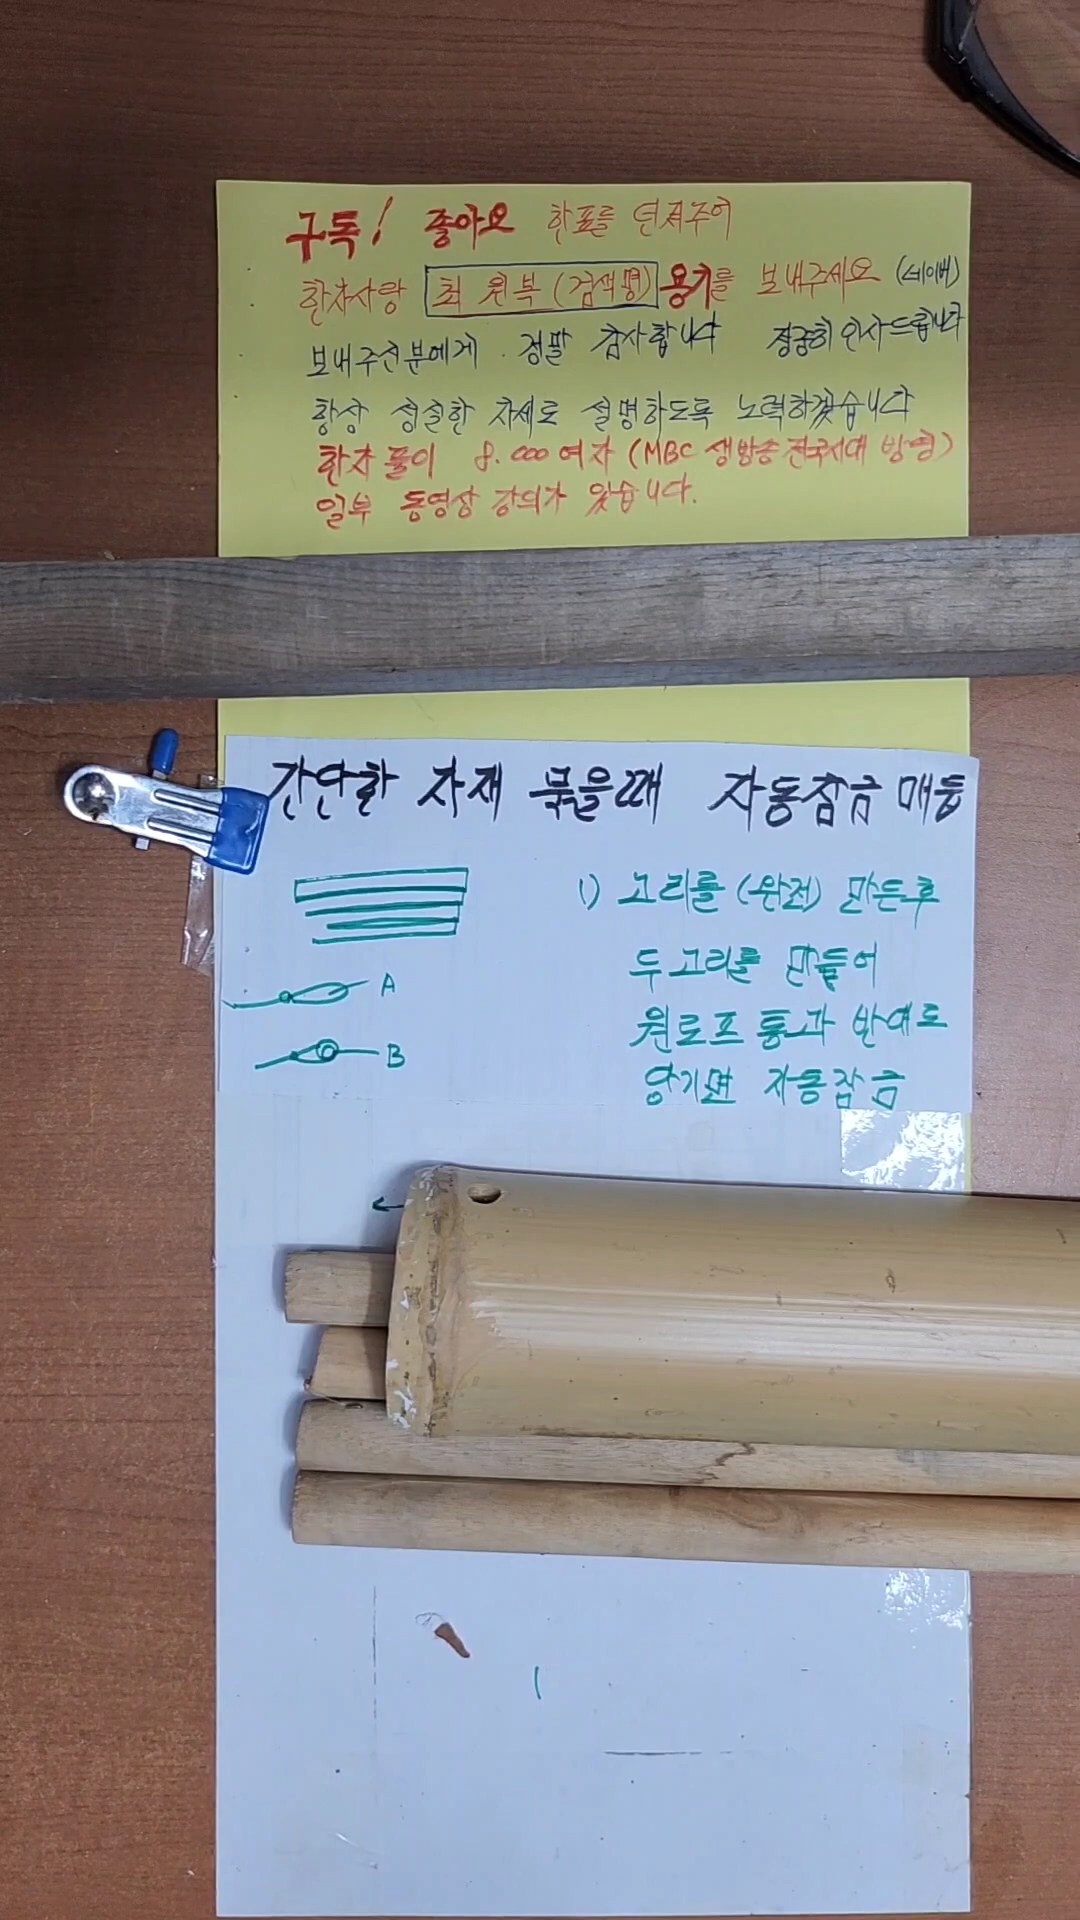 구독! 좋아요 한표를 던져주어
한자사랑 최원부 (검색명) 용기를 보내주세요 (네이버)
보내주신분에게 정말 감사합니다 정중히 인사드립니다
항상 성실한 자세로 설명하도록 노력하겠습니다
한자 풀이 8.000여자 (MBC 생방송 전국시대 방영)
일부 동영상 강의가 있습니다.
간단한 자재 묶을때 자동잠금 매듭
1) 고리를 (완전) 만든후
두고리를 만들어
A
원로프 통과 반대로
B
당기면 자동잠금